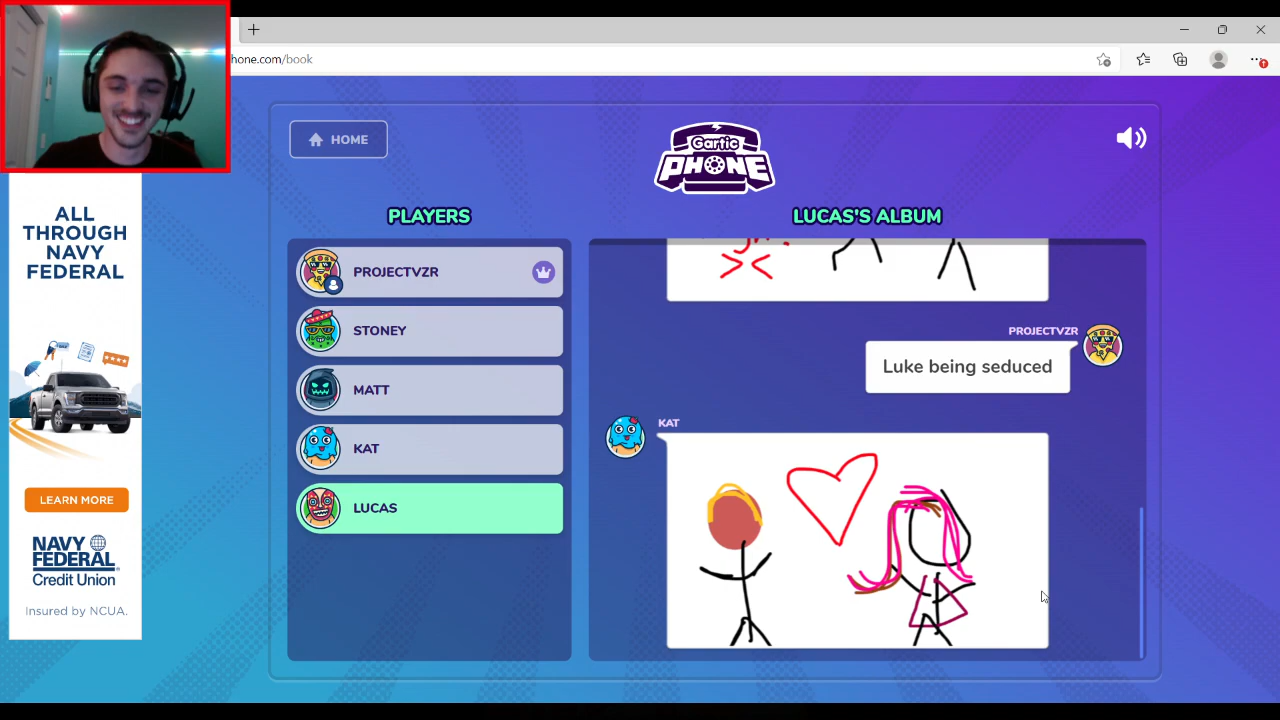 hone.com/book
HOME
Gartic
PHONE
PLAYERS
LUCAS'S ALBUM
PROJECTVZR
STONEY
MATT
KAT
LUCAS
PROJECTVZR
Luke being seduced
KAT
ALL
THROUGH
NAVY
FEDERAL
LEARN MORE
NAVY
FEDERAL
Credit Union
Insured by NCUA.